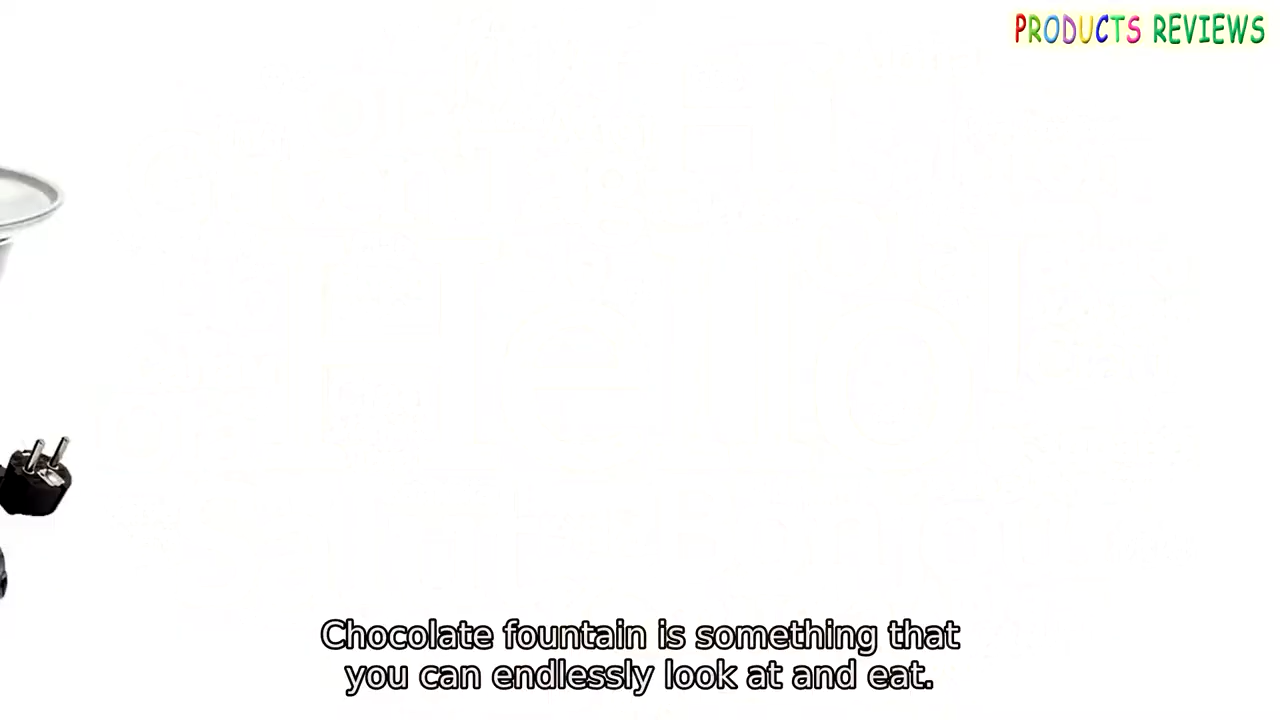 PRODUCTS REVIEWS
Chocolate fountain is something that
you can endlessly look at and eat.